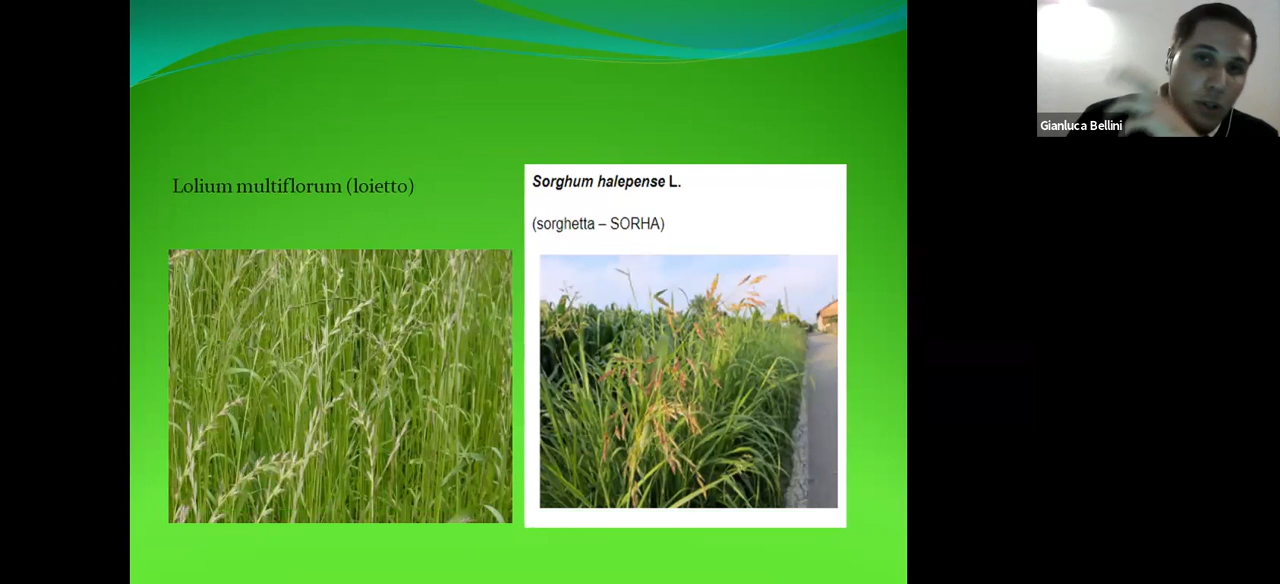 Gianluca Bellini
Lolium multiflorum (loietto)
Sorghum halepense L.
(sorghetta – SORHA)